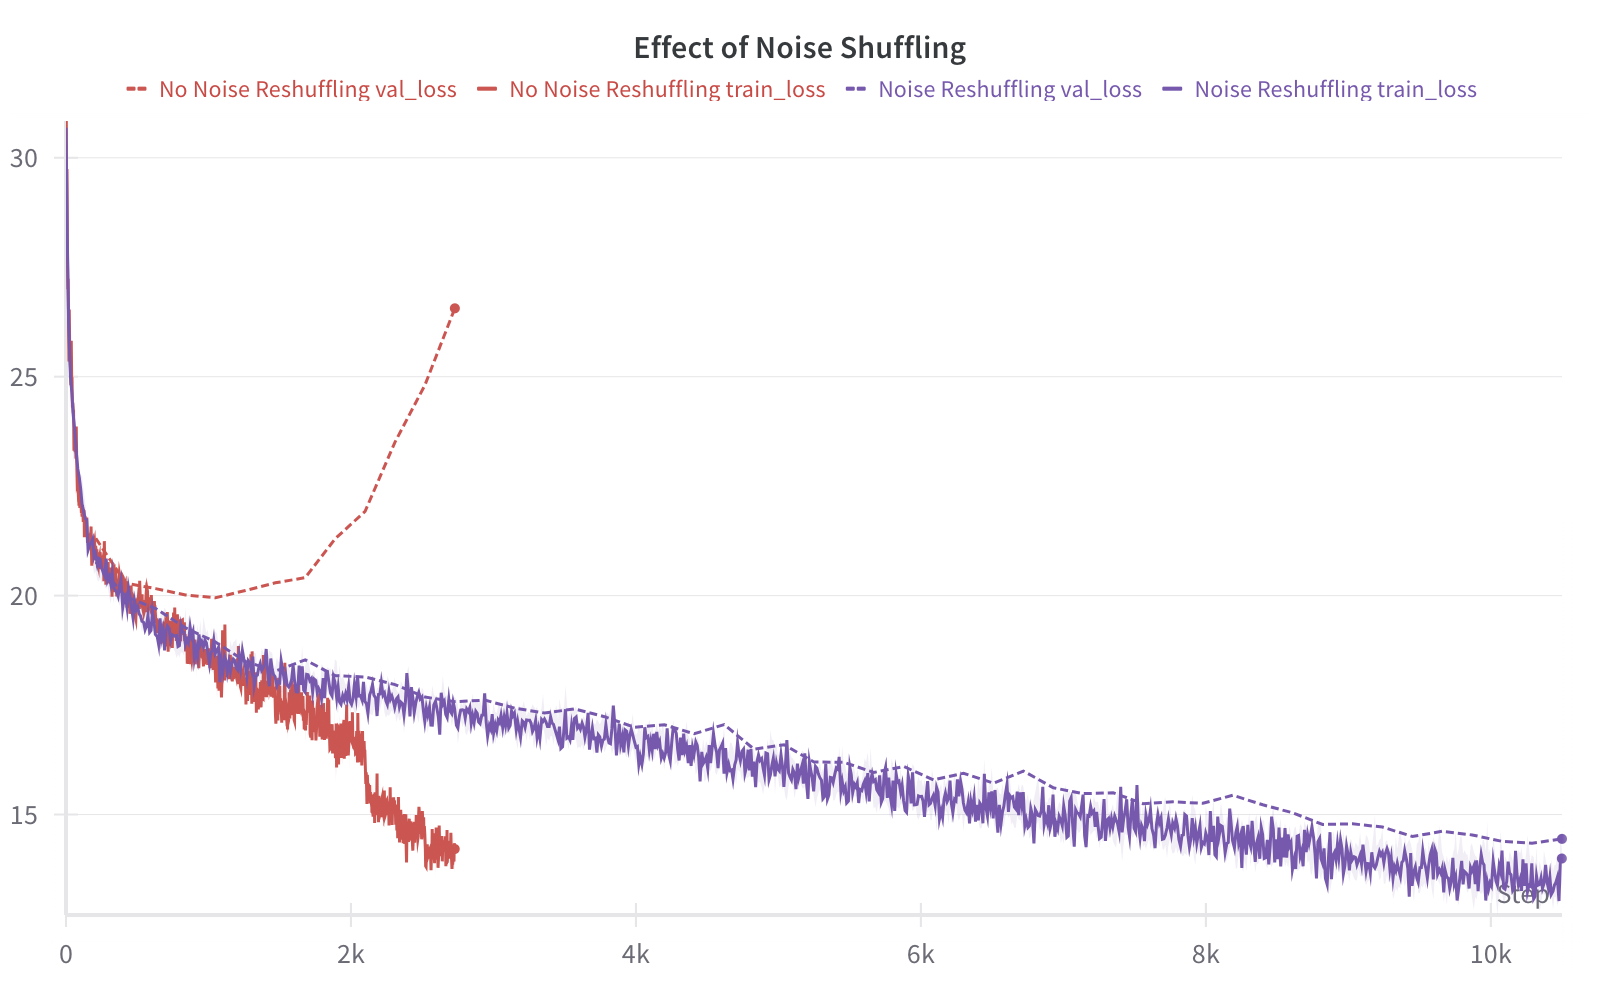 Effect of Noise Shuffling
No Noise Reshuffling val_loss No Noise Reshuffling train_loss Noise Reshuffling val_loss Noise Reshuffling train_loss
30
25
20
15
Step
0 2k 4k 6k 8k 10k